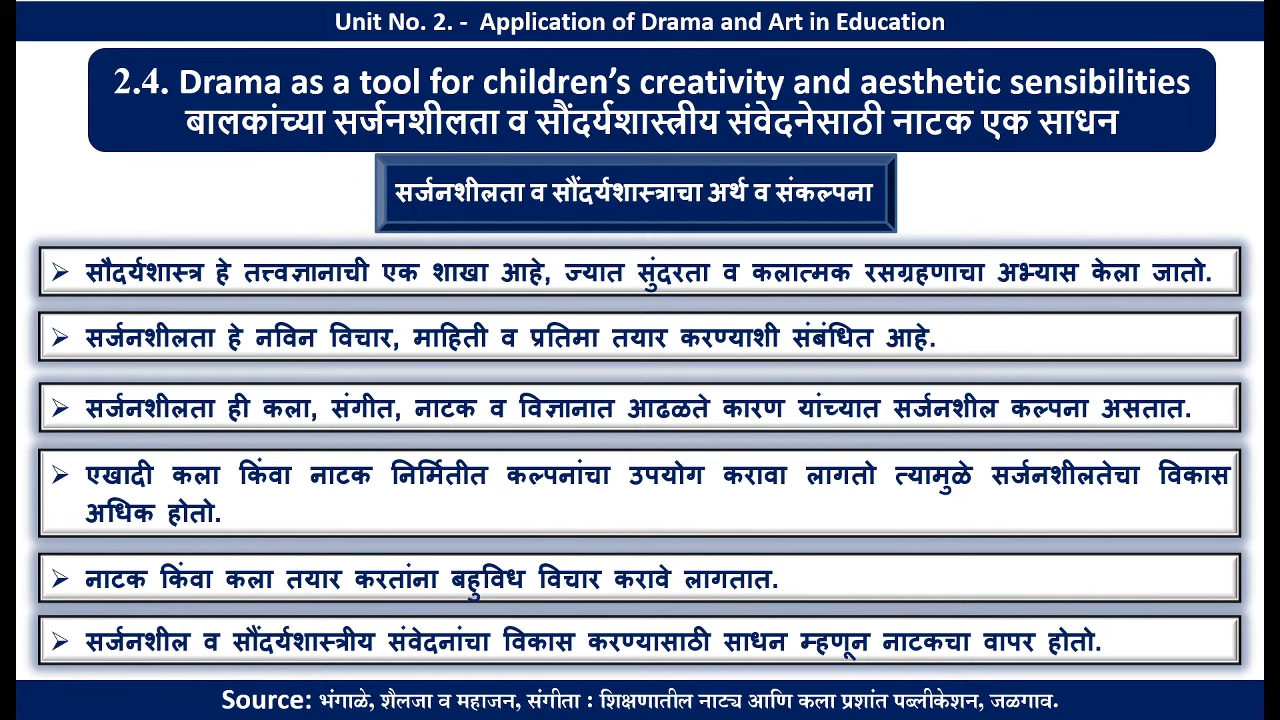 Unit No. 2. - Application of Drama and Art in Education
2.4. Drama as a tool for children’s creativity and aesthetic sensibilities
बालकांच्या सर्जनशीलता व सौंदर्यशास्त्रीय संवेदनेसाठी नाटक एक साधन
सर्जनशीलता व सौंदर्यशास्त्राचा अर्थ व संकल्पना
➢ सौदर्यशास्त्र हे तत्त्वज्ञानाची एक शाखा आहे, ज्यात सुंदरता व कलात्मक रसग्रहणाचा अभ्यास केला जातो.
➢ सर्जनशीलता हे नविन विचार, माहिती व प्रतिमा तयार करण्याशी संबंधित आहे.
➢ सर्जनशीलता ही कला, संगीत, नाटक व विज्ञानात आढळते कारण यांच्यात सर्जनशील कल्पना असतात.
➢ एखादी कला किंवा नाटक निर्मितीत कल्पनांचा उपयोग करावा लागतो त्यामुळे सर्जनशीलतेचा विकास
अधिक होतो.
➢ नाटक किंवा कला तयार करतांना बहुविध विचार करावे लागतात.
➢ सर्जनशील व सौंदर्यशास्त्रीय संवेदनांचा विकास करण्यासाठी साधन म्हणून नाटकचा वापर होतो.
Source: भंगाळे, शैलजा व महाजन, संगीता : शिक्षणातील नाट्य आणि कला प्रशांत पब्लीकेशन, जळगाव.